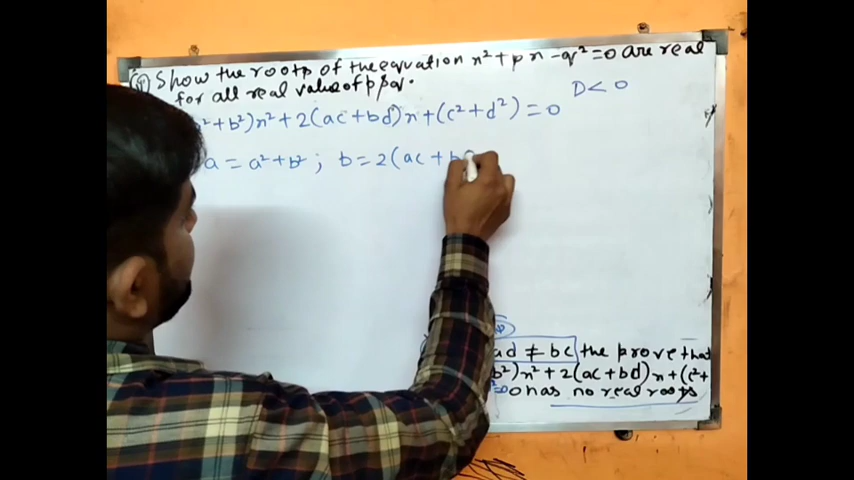 Show the roots of the equation x² + px - q² = 0 are real
for all real value of p & q.
D < 0
a² + b²)x² + 2(ac + bd)x + (c² + d²) = 0
a = a² + b² ; b = 2(ac + b
ad ≠ bc the prove that
b²)x² + 2(ac + bd)x + (c² +
= 0 has no real roots